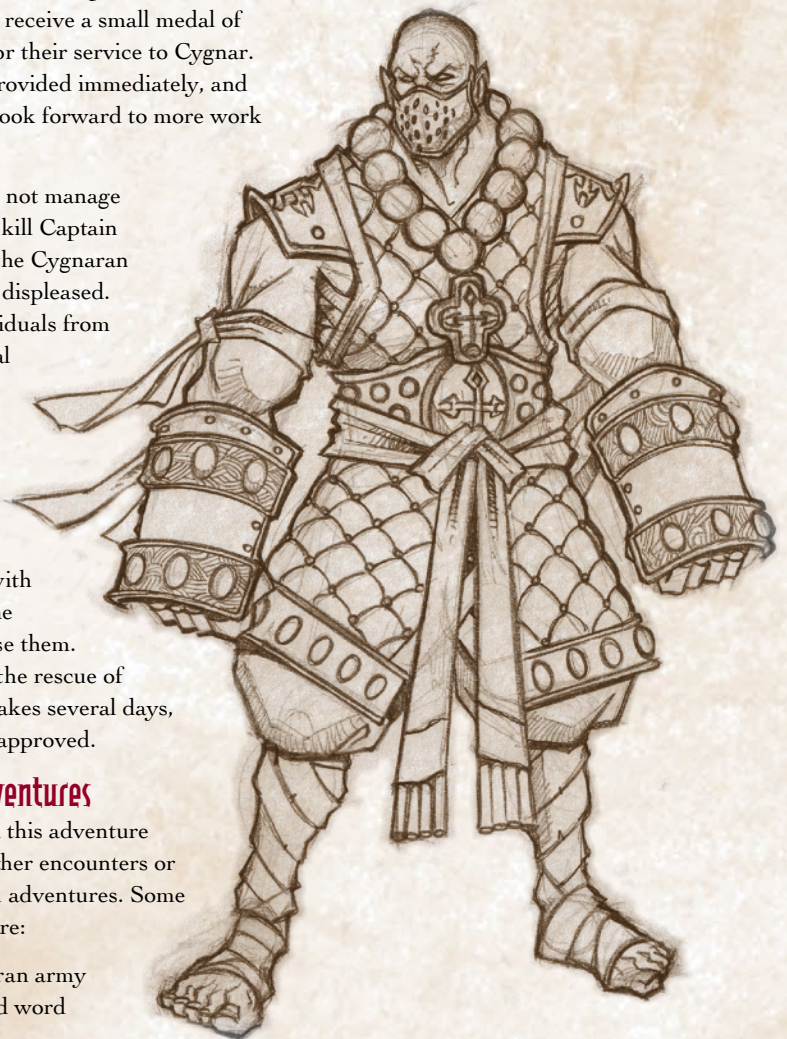 receive a small medal of
or their service to Cygnar.
rovided immediately, and
ook forward to more work
not manage
kill Captain
he Cygnaran
displeased.
iduals from
al
vith
ne
se them.
the rescue of
akes several days,
approved.
ventures
this adventure
ther encounters or
adventures. Some
re:
ran army
d word